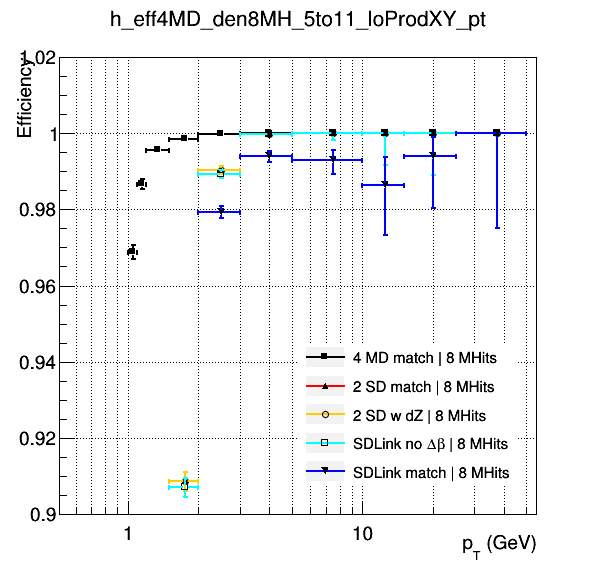 h_eff4MD_den8MH_5to11_loProdXY_pt
Efficiency
1.02
1
0.98
0.96
0.94
0.92
0.9
4 MD match | 8 MHits
2 SD match | 8 MHits
2 SD w dZ | 8 MHits
SDLink no Δβ | 8 MHits
SDLink match | 8 MHits
1
10
p_T (GeV)